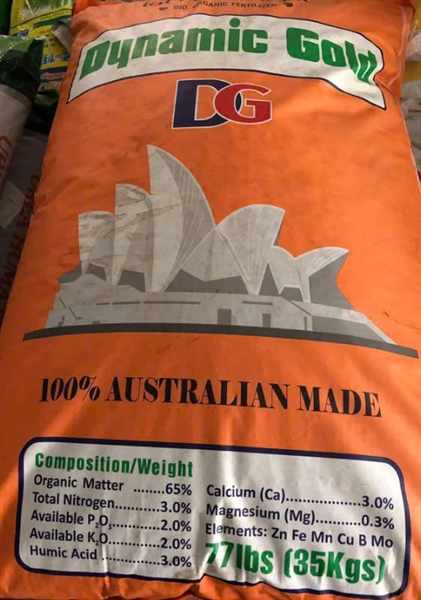 BIO ORGANIC FERTILISER
Dynamic Gold
DG
100% AUSTRALIAN MADE
Composition/Weight
Organic Matter ........65%
Total Nitrogen............3.0%
Available P₂O₅............2.0%
Available K₂O............2.0%
Humic Acid ..............3.0%
Calcium (Ca)..................3.0%
Magnesium (Mg)............0.3%
Elements: Zn Fe Mn Cu B Mo
77lbs (35Kgs)